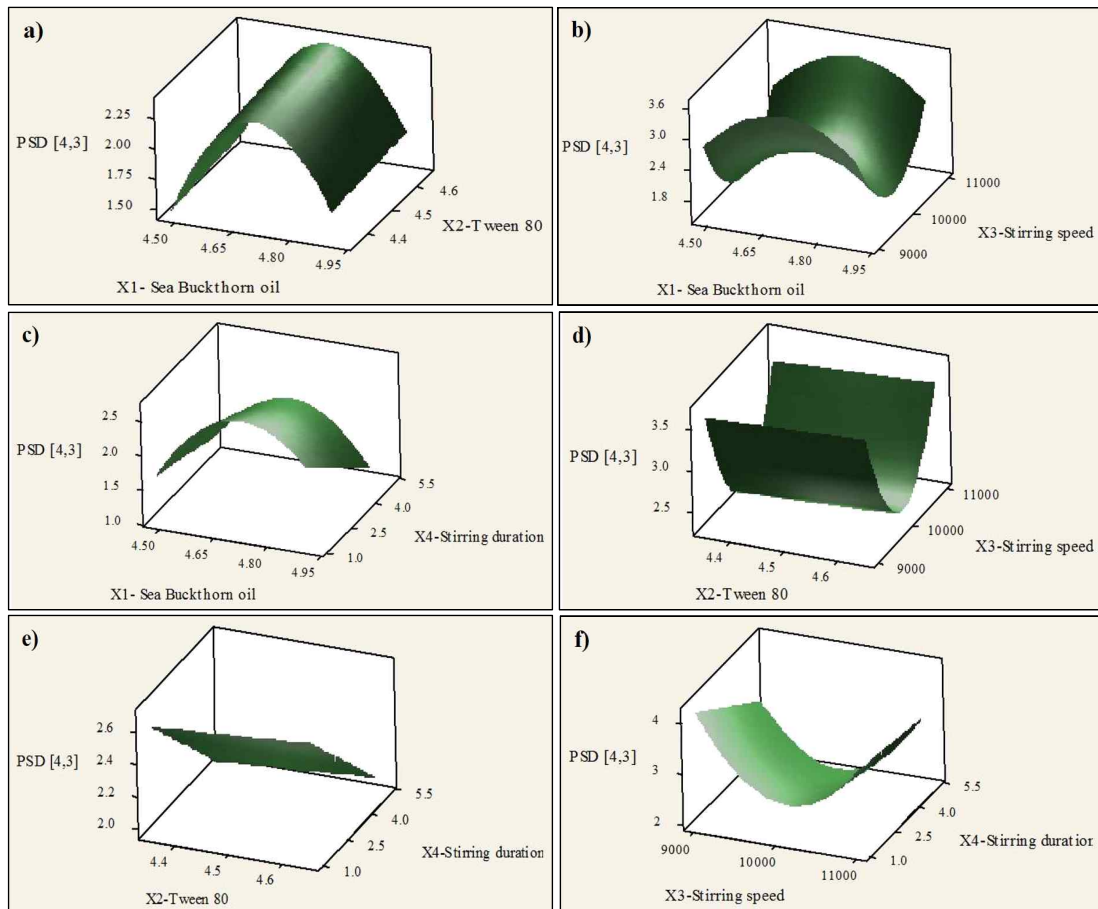 a)
2.25
2.00
1.75
1.50
PSD [4,3]
4.50
4.65
4.80
4.95
4.4
4.5
4.6
X2-Tween 80
X1- Sea Buckthorn oil
b)
3.6
3.0
2.4
1.8
PSD [4,3]
4.50
4.65
4.80
4.95
9000
10000
11000
X3-Stirring speed
X1- Sea Buckthorn oil
c)
2.5
2.0
1.5
1.0
PSD [4,3]
4.50
4.65
4.80
4.95
1.0
2.5
4.0
5.5
X4-Stirring duration
X1- Sea Buckthorn oil
d)
3.5
3.0
2.5
PSD [4,3]
4.4
4.5
4.6
9000
10000
11000
X3-Stirring speed
X2-Tween 80
e)
2.6
2.4
2.2
2.0
PSD [4,3]
4.4
4.5
4.6
1.0
2.5
4.0
5.5
X4-Stirring duration
X2-Tween 80
f)
4
3
2
PSD [4,3]
9000
10000
11000
1.0
2.5
4.0
5.5
X4-Stirring duration
X3-Stirring speed